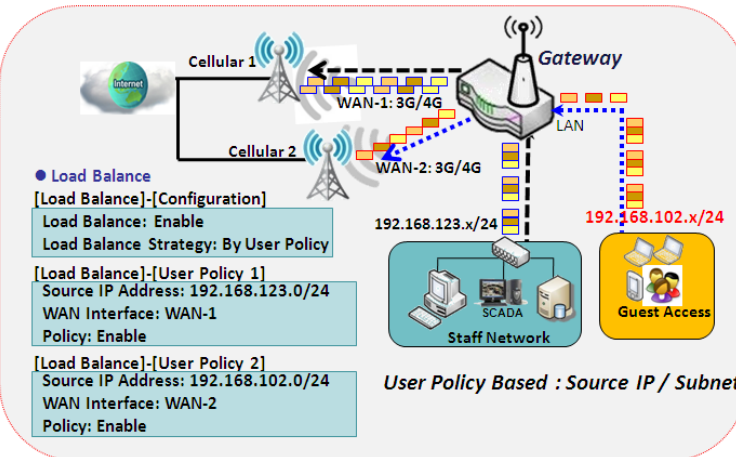 Gateway
Cellular 1
Internet
WAN-1: 3G/4G
LAN
Cellular 2
WAN-2: 3G/4G
● Load Balance
[Load Balance]-[Configuration]
Load Balance: Enable
Load Balance Strategy: By User Policy
192.168.123.x/24
192.168.102.x/24
[Load Balance]-[User Policy 1]
Source IP Address: 192.168.123.0/24
WAN Interface: WAN-1
Policy: Enable
SCADA
Staff Network
Guest Access
[Load Balance]-[User Policy 2]
Source IP Address: 192.168.102.0/24
WAN Interface: WAN-2
Policy: Enable
User Policy Based : Source IP / Subnet